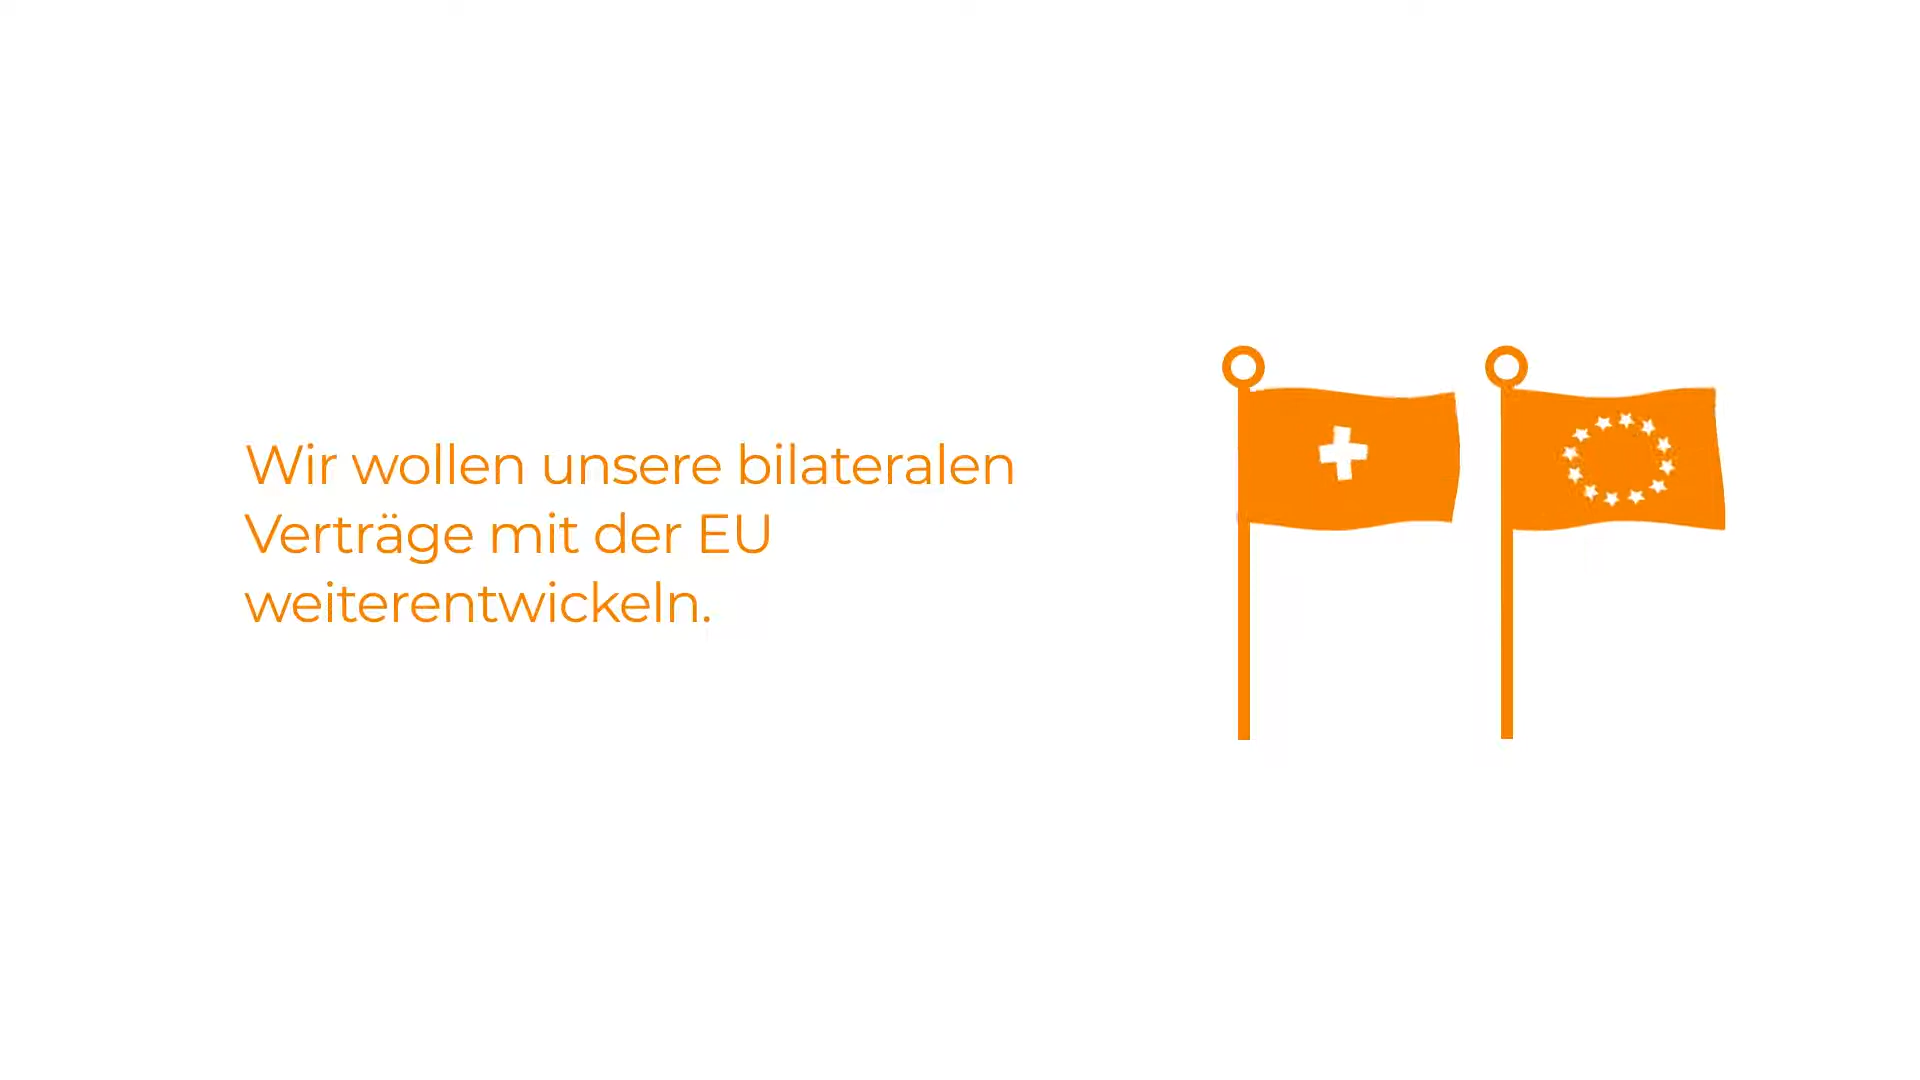 Wir wollen unsere bilateralen
Verträge mit der EU
weiterentwickeln.